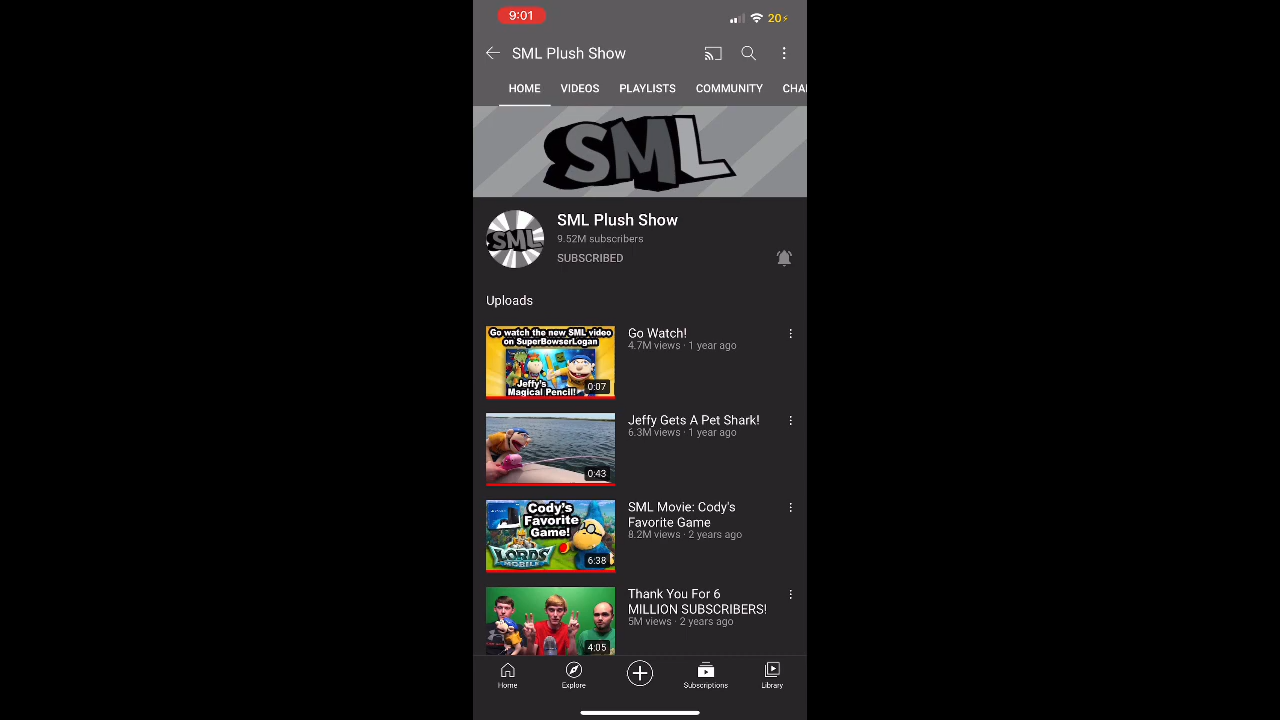 9:01
20
SML Plush Show
HOME VIDEOS PLAYLISTS COMMUNITY CHA
SML
SML
SML Plush Show
9.52M subscribers
SUBSCRIBED
Uploads
Go watch the new SML video
on SuperBowserLogan
Jeffy's
Magical Pencil!
0:07
Go Watch!
4.7M views · 1 year ago
0:43
Jeffy Gets A Pet Shark!
6.3M views · 1 year ago
Cody's
Favorite
Game!
LORDS
MOBILE
6:38
SML Movie: Cody's
Favorite Game
8.2M views · 2 years ago
4:05
Thank You For 6
MILLION SUBSCRIBERS!
5M views · 2 years ago
Home Explore Subscriptions Library